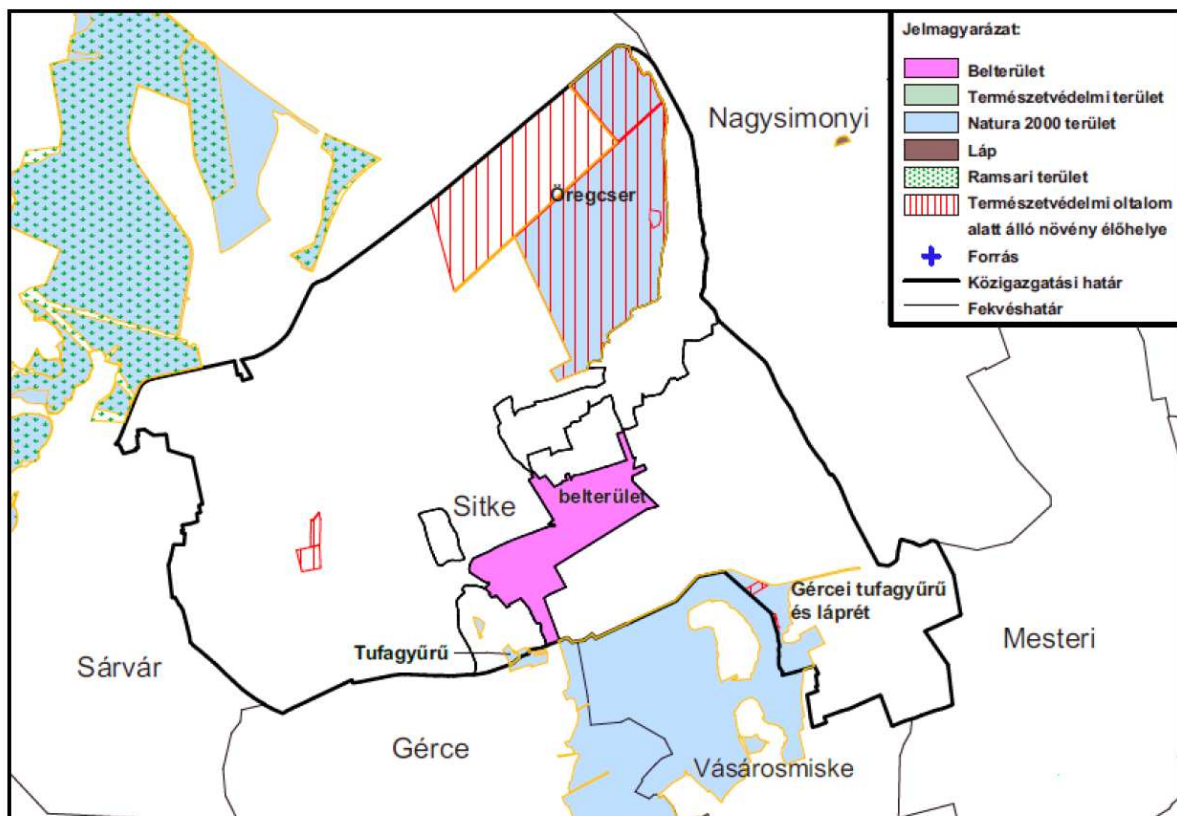 Jelmagyarázat:
Belterület
Természetvédelmi terület
Natura 2000 terület
Láp
Ramsari terület
Természetvédelmi oltalom
alatt álló növény élőhelye
Forrás
Közigazgatási határ
Fekvéshatár
Nagysimonyi
Öregcser
belterület
Sitke
Gércei tufagyűrű
és láprét
Mesteri
Tufagyűrű
Sárvár
Gérce
Vásárosmiske